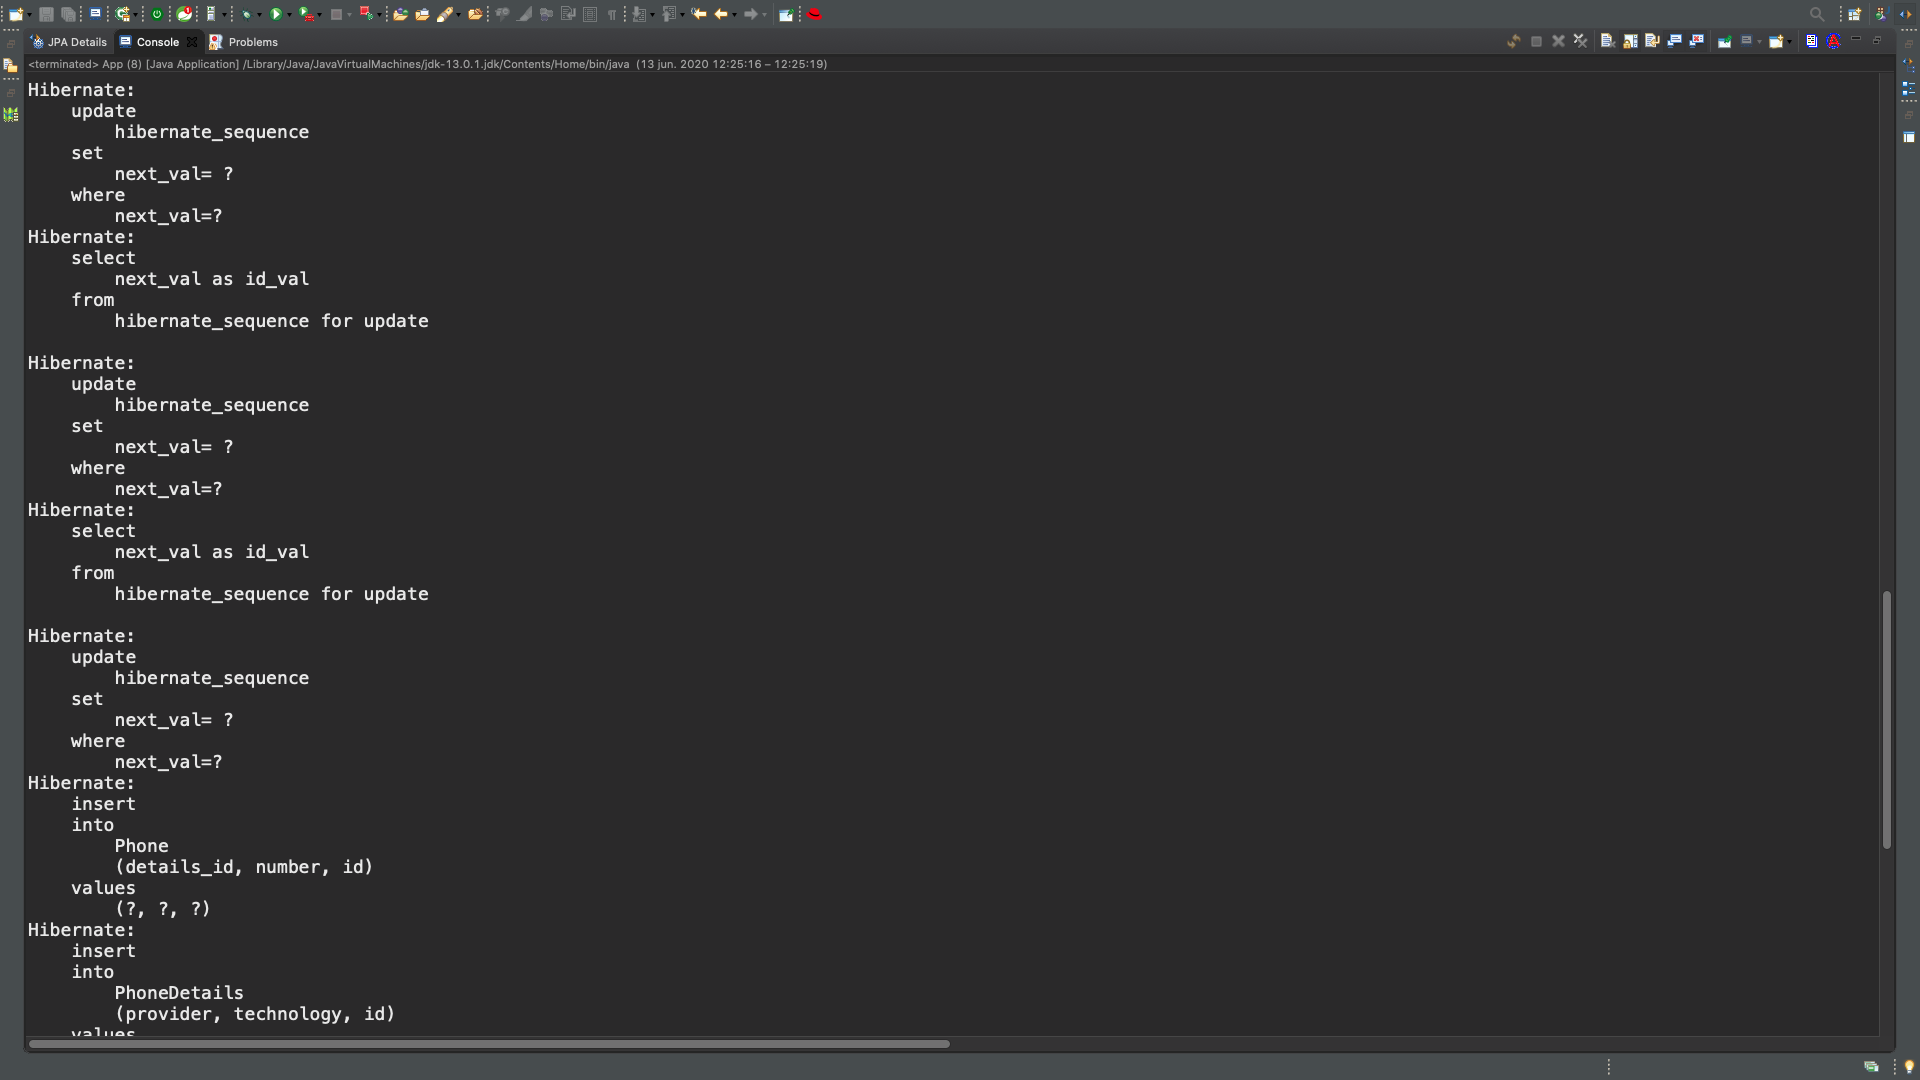 JPA Details Console Problems
<terminated> App (8) [Java Application] /Library/Java/JavaVirtualMachines/jdk-13.0.1.jdk/Contents/Home/bin/java (13 jun. 2020 12:25:16 – 12:25:19)
Hibernate:
    update
        hibernate_sequence
    set
        next_val= ?
    where
        next_val=?
Hibernate:
    select
        next_val as id_val
    from
        hibernate_sequence for update

Hibernate:
    update
        hibernate_sequence
    set
        next_val= ?
    where
        next_val=?
Hibernate:
    select
        next_val as id_val
    from
        hibernate_sequence for update

Hibernate:
    update
        hibernate_sequence
    set
        next_val= ?
    where
        next_val=?
Hibernate:
    insert
    into
        Phone
        (details_id, number, id)
    values
        (?, ?, ?)
Hibernate:
    insert
    into
        PhoneDetails
        (provider, technology, id)
    values